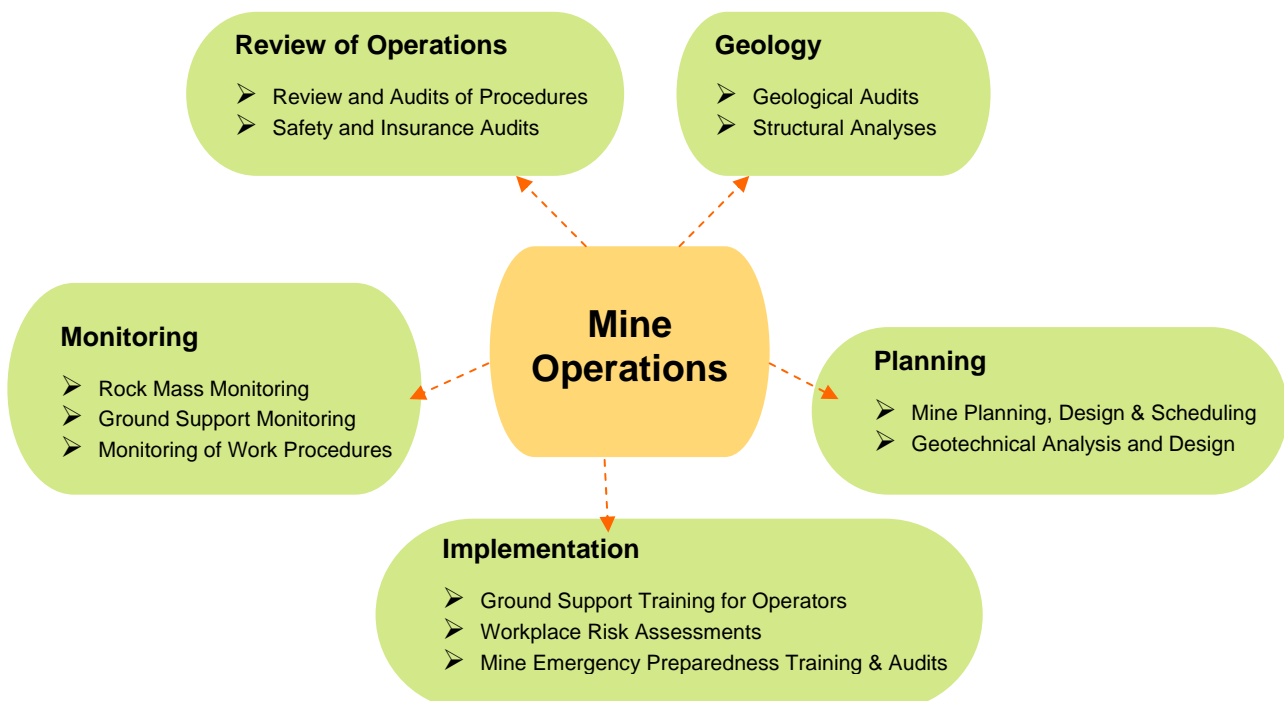 Review of Operations
➢ Review and Audits of Procedures
➢ Safety and Insurance Audits
Geology
➢ Geological Audits
➢ Structural Analyses
Mine
Operations
Monitoring
➢ Rock Mass Monitoring
➢ Ground Support Monitoring
➢ Monitoring of Work Procedures
Planning
➢ Mine Planning, Design & Scheduling
➢ Geotechnical Analysis and Design
Implementation
➢ Ground Support Training for Operators
➢ Workplace Risk Assessments
➢ Mine Emergency Preparedness Training & Audits